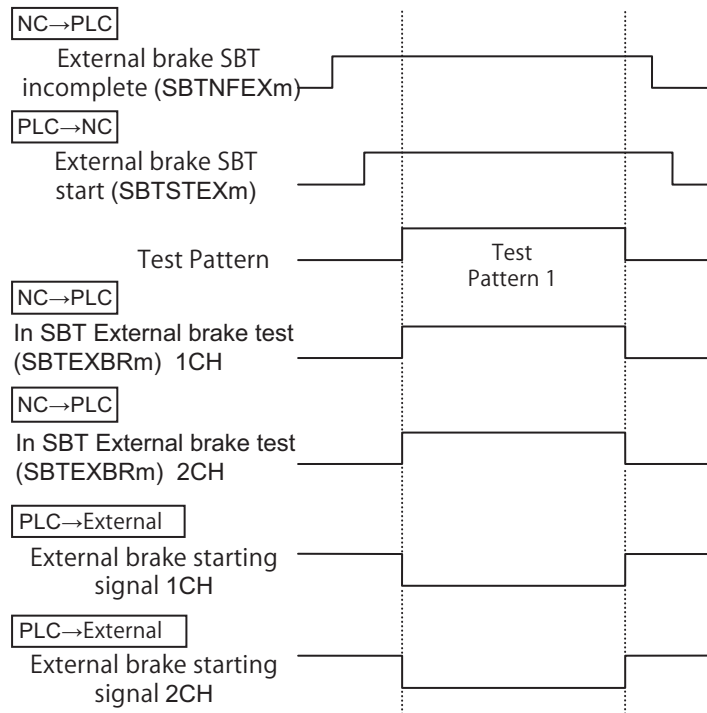 NC→PLC
External brake SBT
incomplete (SBTNFEXm)
PLC→NC
External brake SBT
start (SBTSTEXm)
Test Pattern
Test
Pattern 1
NC→PLC
In SBT External brake test
(SBTEXBRm) 1CH
NC→PLC
In SBT External brake test
(SBTEXBRm) 2CH
PLC→External
External brake starting
signal 1CH
PLC→External
External brake starting
signal 2CH